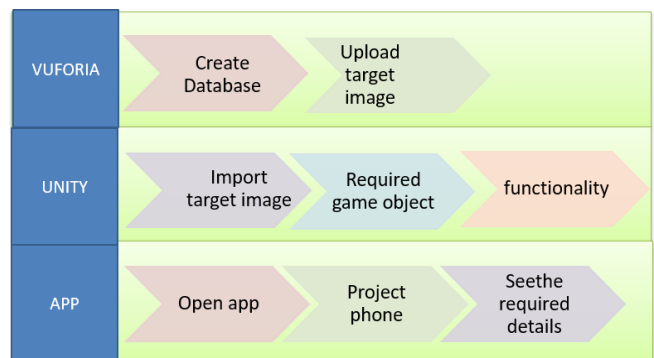 VUFORIA
Create
Database
Upload
target
image
UNITY
Import
target image
Required
game object
functionality
APP
Open app
Project
phone
Seethe
required
details